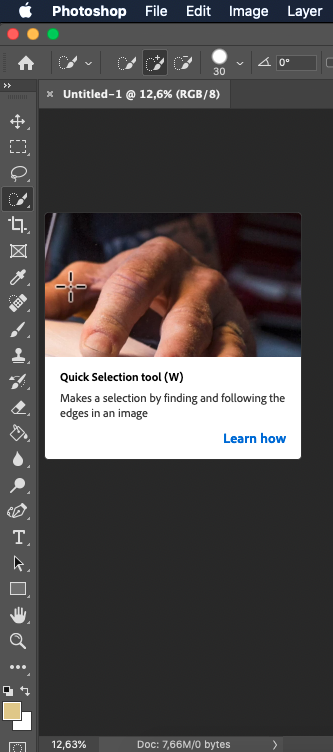 Photoshop File Edit Image Layer
30 0°
» 
× Untitled-1 @ 12,6% (RGB/8)
Quick Selection tool (W)
Makes a selection by finding and following the
edges in an image
Learn how
T
12,63% Doc: 7,66M/0 bytes